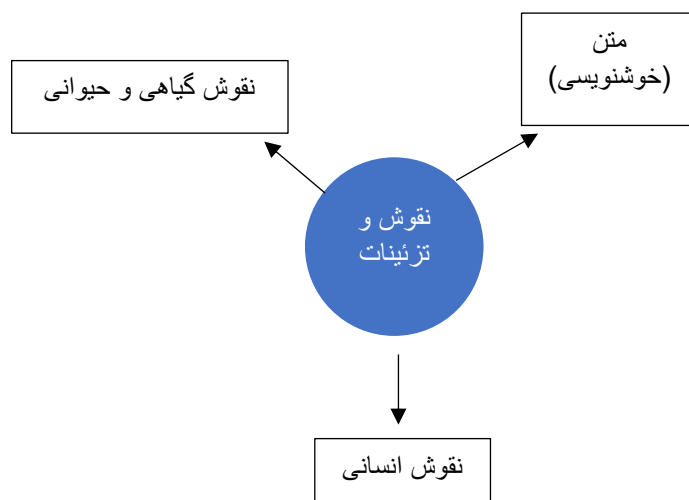 متن
(خوشنویسی)
نقوش گیاهی و حیوانی
نقوش و
تزئینات
نقوش انسانی